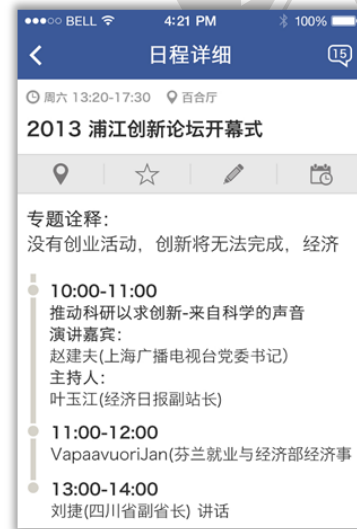 BELL 4:21 PM 100%
日程详细 15
周六 13:20-17:30 百合厅
2013 浦江创新论坛开幕式
专题诠释：
没有创业活动，创新将无法完成，经济
10:00-11:00
推动科研以求创新-来自科学的声音
演讲嘉宾：
赵建夫(上海广播电视台党委书记)
主持人：
叶玉江(经济日报副站长)
11:00-12:00
VapaavuoriJan(芬兰就业与经济部经济事
13:00-14:00
刘捷(四川省副省长) 讲话